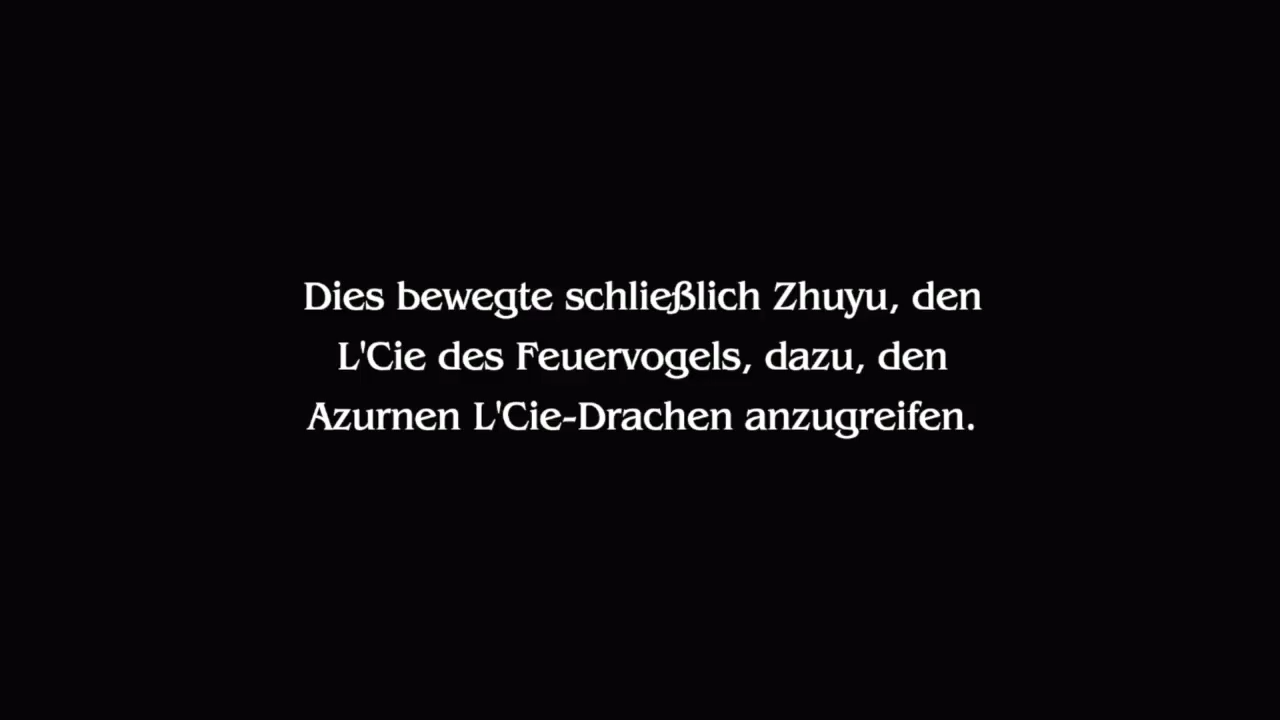 Dies bewegte schließlich Zhuyu, den
L'Cie des Feuervogels, dazu, den
Azurnen L'Cie-Drachen anzugreifen.